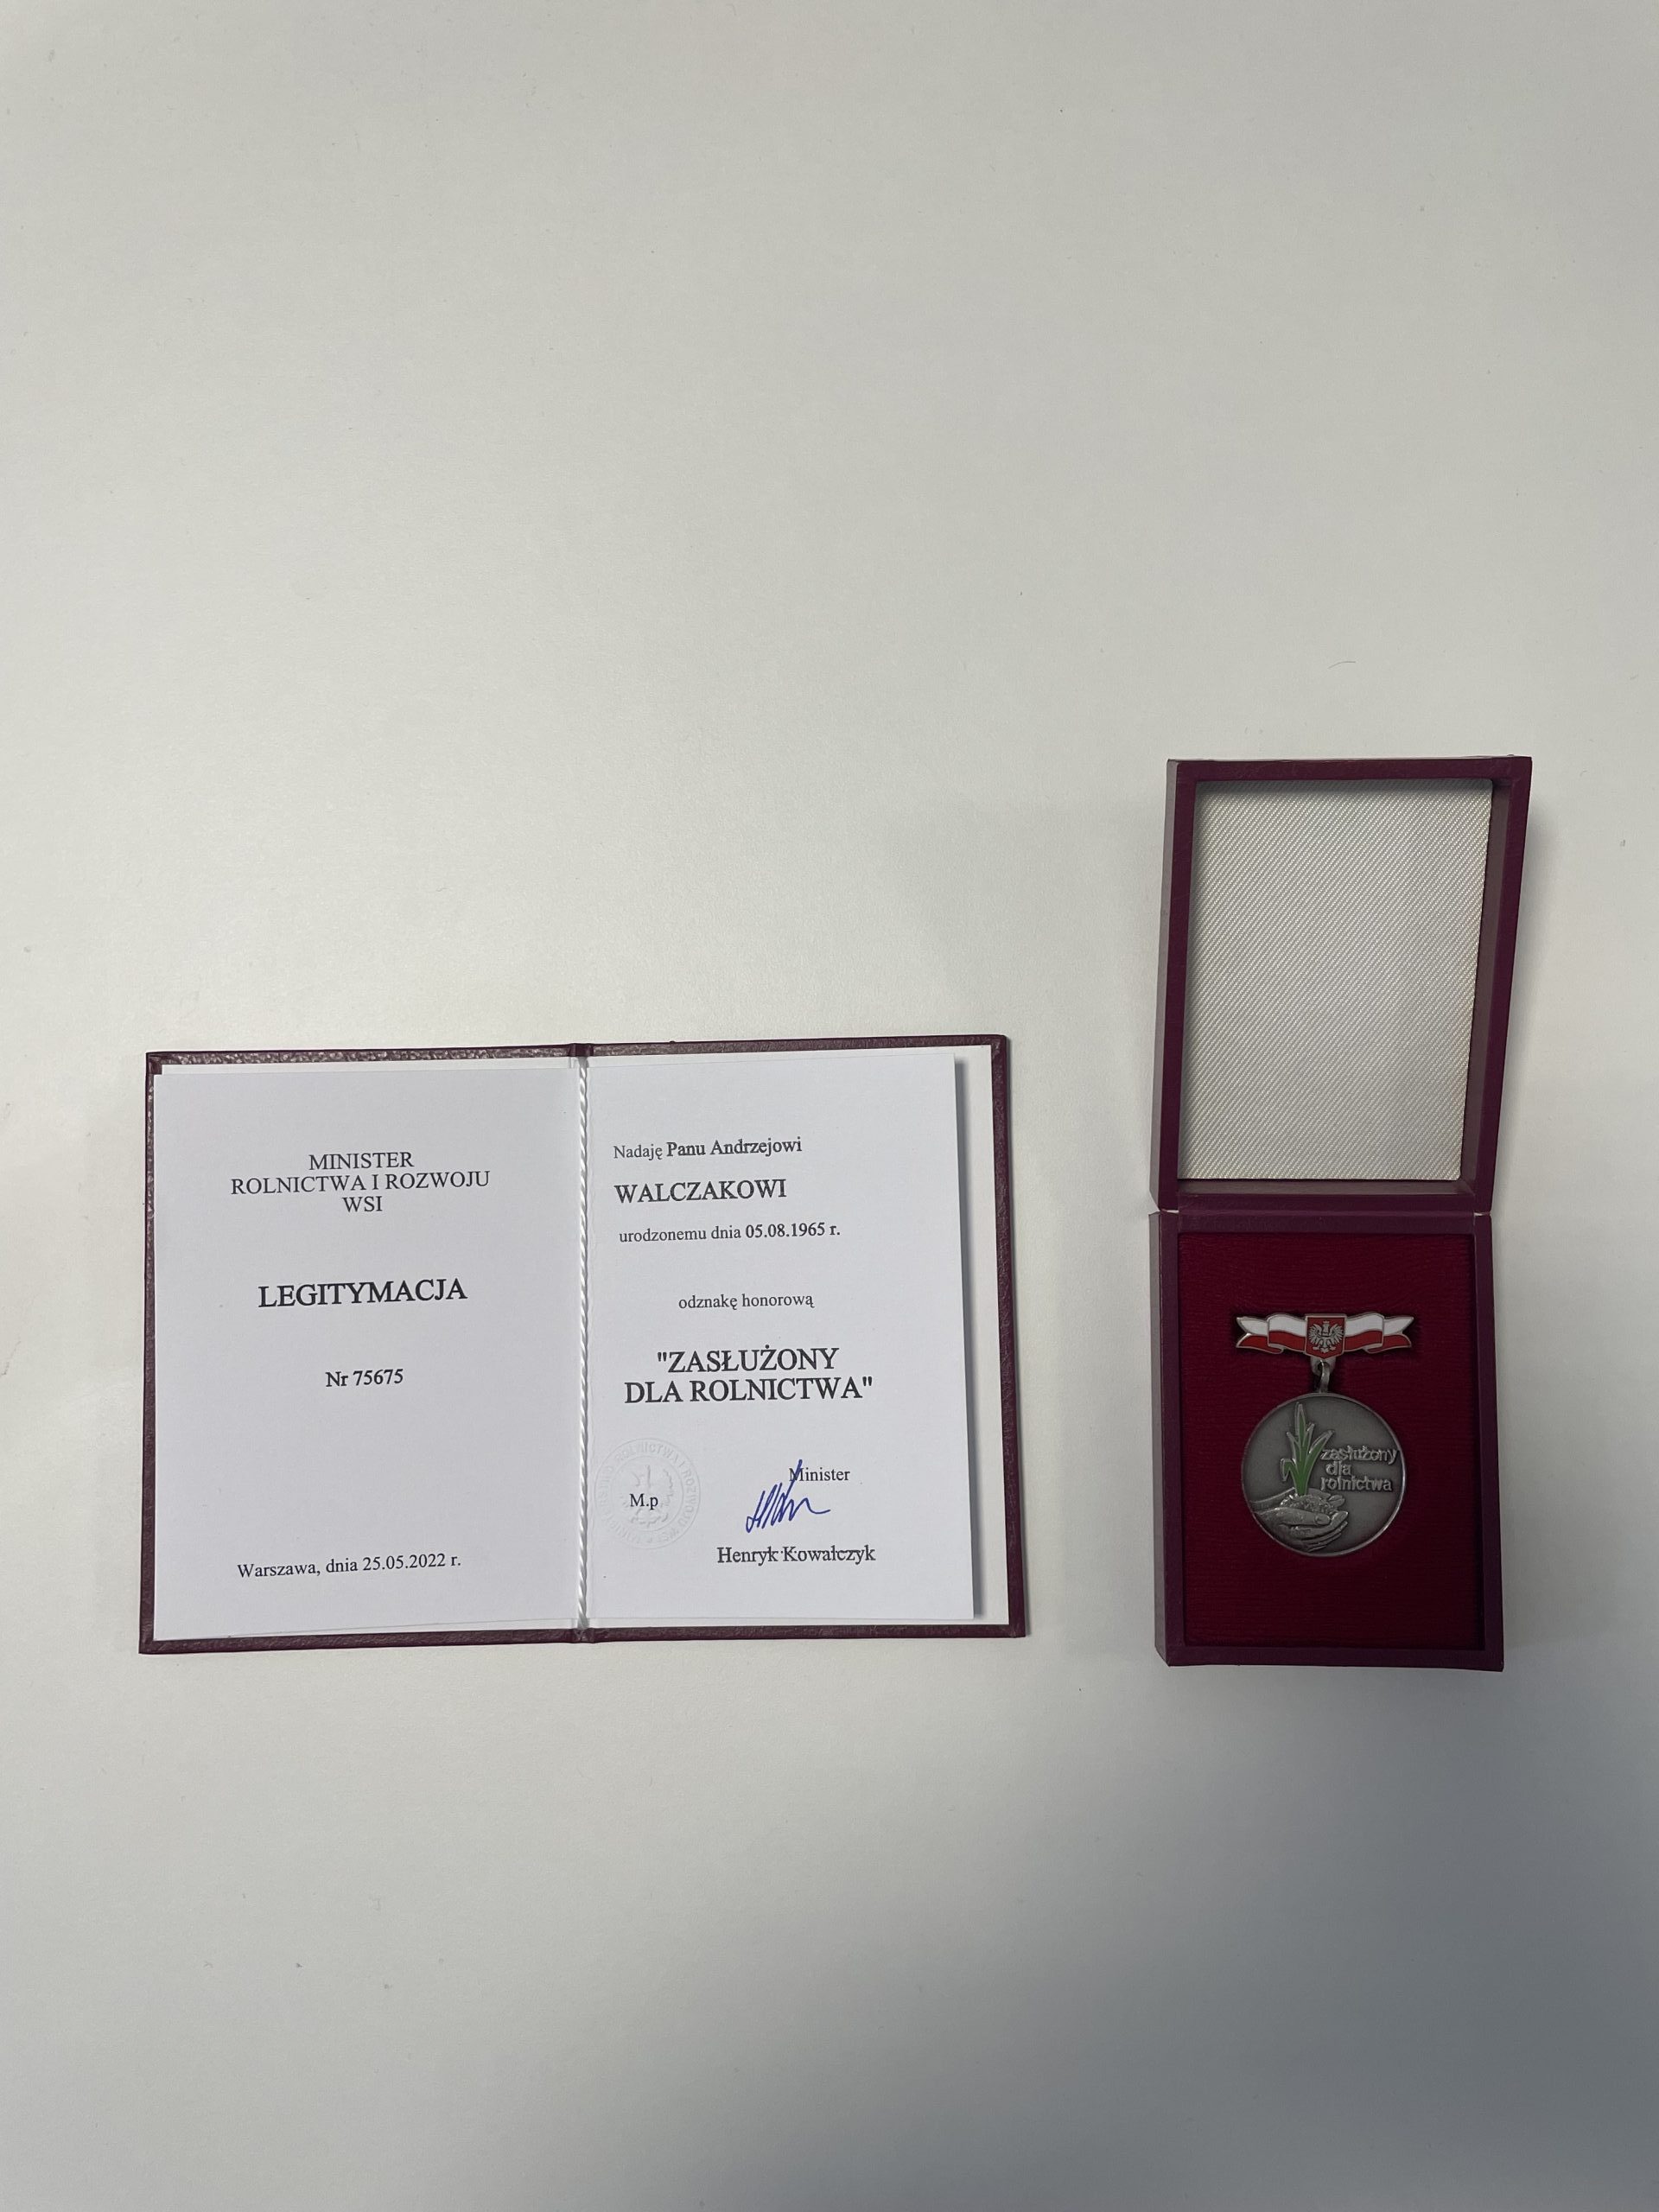 MINISTER
ROLNICTWA I ROZWOJU
WSI
LEGITYMACJA
Nr 75675
Warszawa, dnia 25.05.2022 r.
Nadaję Panu Andrzejowi
WALCZAKOWI
urodzonemu dnia 05.08.1965 r.
odznakę honorową
"ZASŁUŻONY
DLA ROLNICTWA"
Minister
M.p
Henryk Kowalczyk
zasłużony
dla
rolnictwa